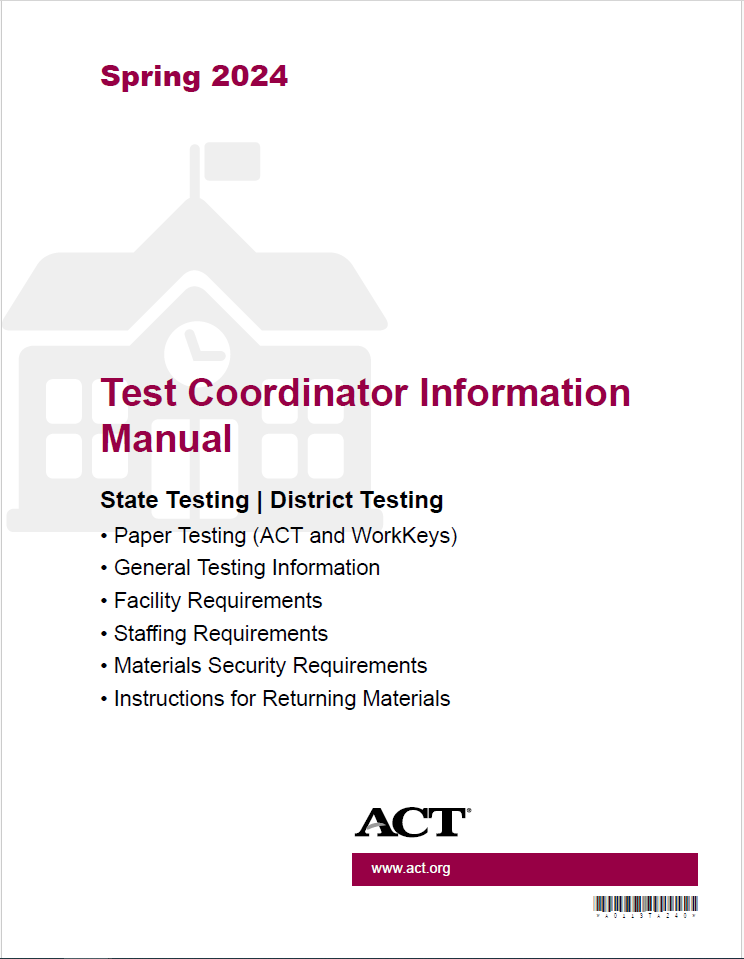 Spring 2024
Test Coordinator Information
Manual
State Testing | District Testing
• Paper Testing (ACT and WorkKeys)
• General Testing Information
• Facility Requirements
• Staffing Requirements
• Materials Security Requirements
• Instructions for Returning Materials
ACT®
www.act.org